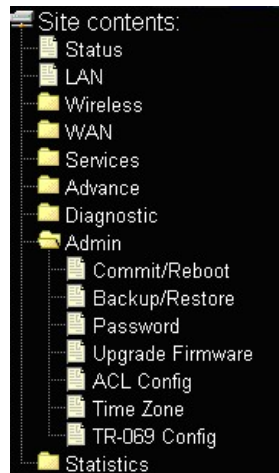 Site contents:
Status
LAN
Wireless
WAN
Services
Advance
Diagnostic
Admin
Commit/Reboot
Backup/Restore
Password
Upgrade Firmware
ACL Config
Time Zone
TR-069 Config
Statistics